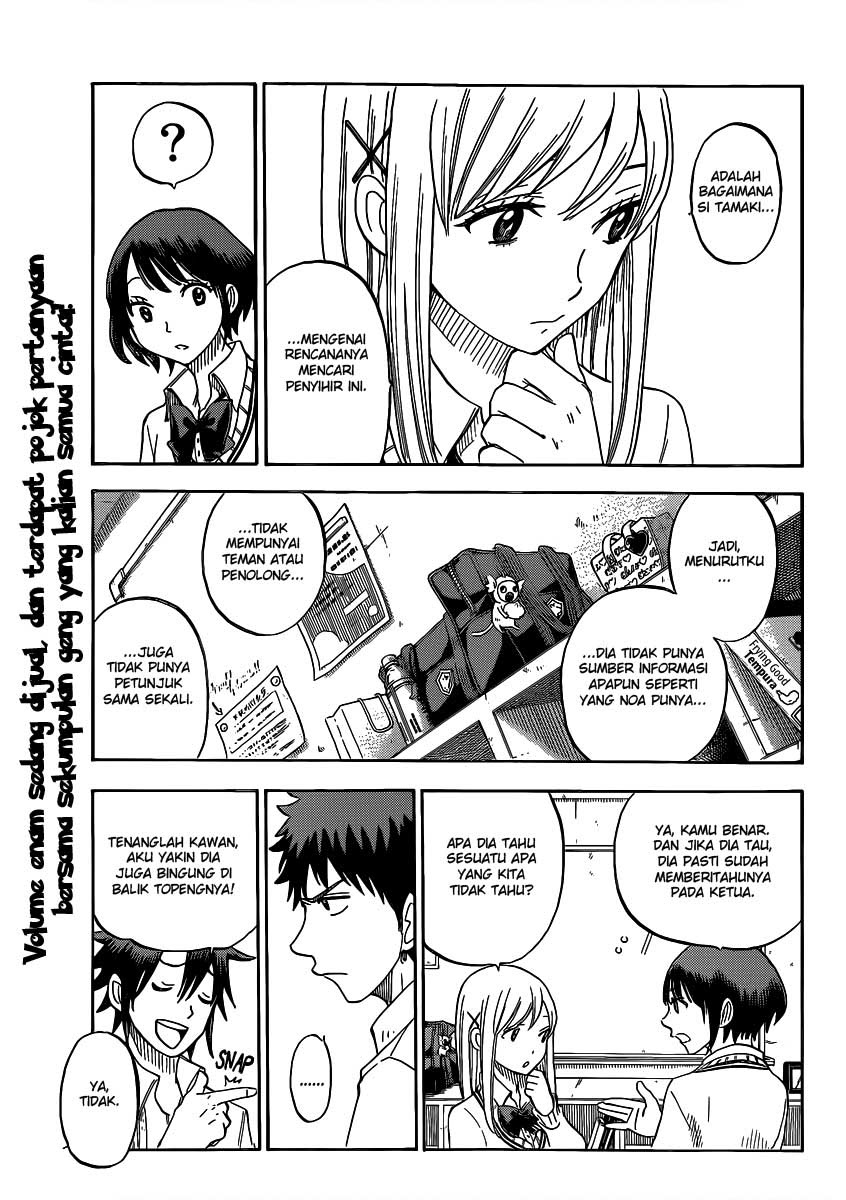 ADALAH
BAGAIMANA
SI TAMAKI...
...MENGENAI
RENCANANYA
MENCARI
PENYIHIR INI.
?
JADI,
MENURUTKU
...
...DIA TIDAK PUNYA
SUMBER INFORMASI
APAPUN SEPERTI
YANG NOA PUNYA...
...TIDAK
MEMPUNYAI
TEMAN ATAU
PENOLONG...
...JUGA
TIDAK PUNYA
PETUNJUK
SAMA SEKALI.
Frying Good
Tempura
YA, KAMU BENAR.
DAN JIKA DIA TAU,
DIA PASTI SUDAH
MEMBERITAHUNYA
PADA KETUA.
APA DIA TAHU
SESUATU APA
YANG KITA
TIDAK TAHU?
......
TENANGLAH KAWAN,
AKU YAKIN DIA
JUGA BINGUNG DI
BALIK TOPENGNYA!
SNAP
YA,
TIDAK.
Volume enam sedang dijual, dan terdapat pojok pertanyaan
bersama sekumpulan geng yang kalian semua cintai!